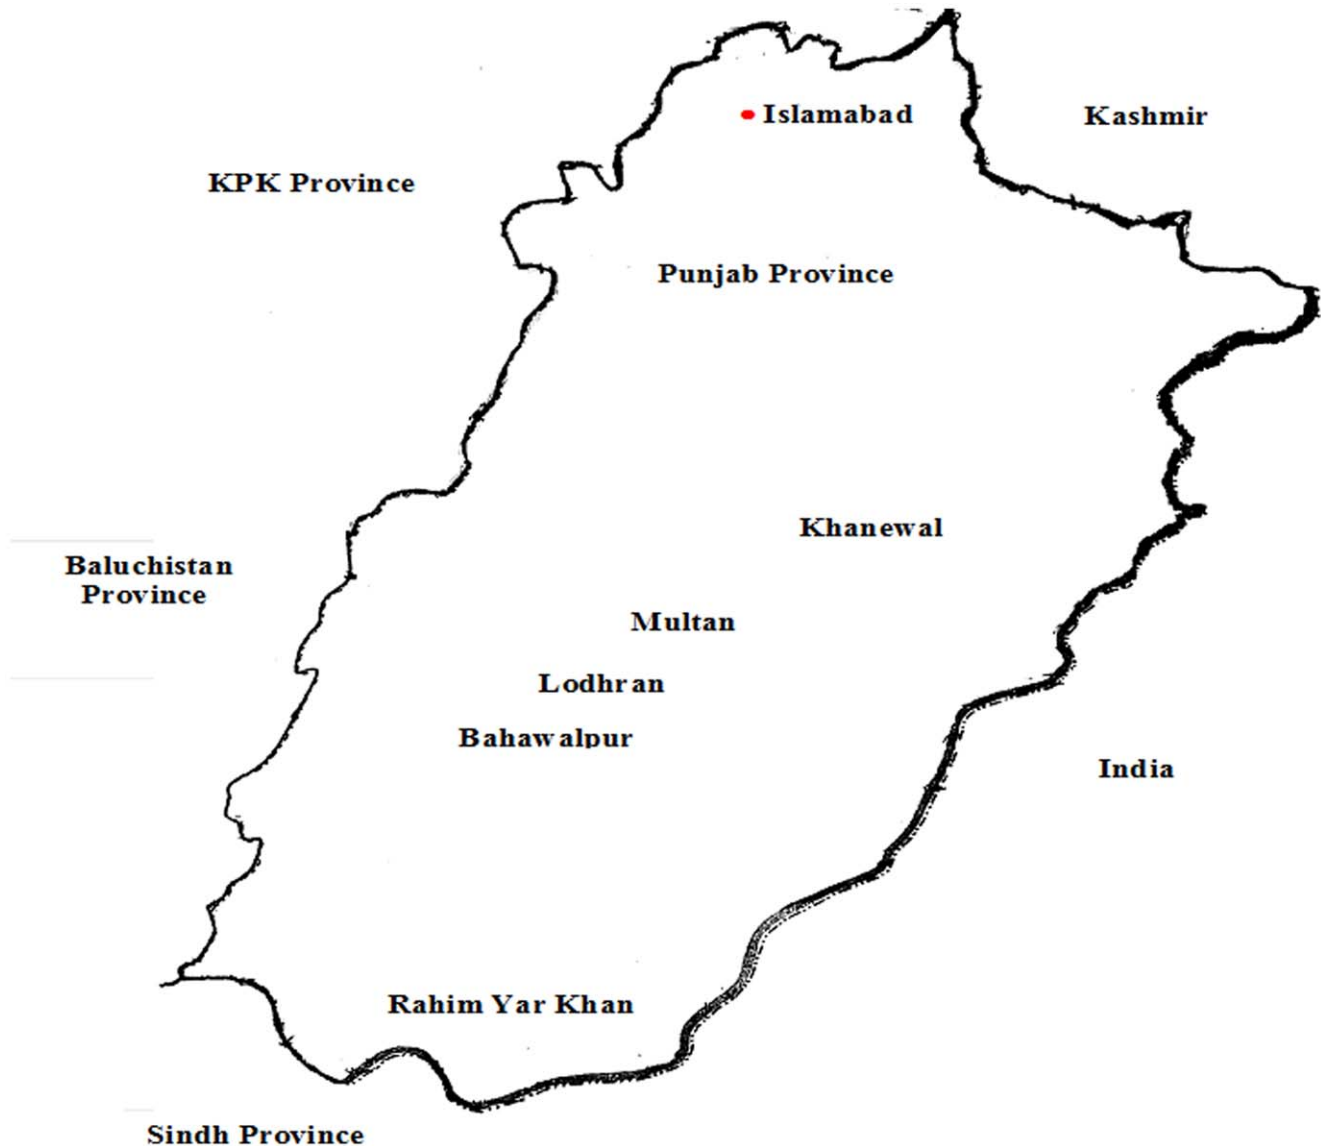 Islamabad
Kashmir
KPK Province
Punjab Province
Khanewal
Baluchistan
Province
Multan
Lodhran
Bahawalpur
India
Rahim Yar Khan
Sindh Province